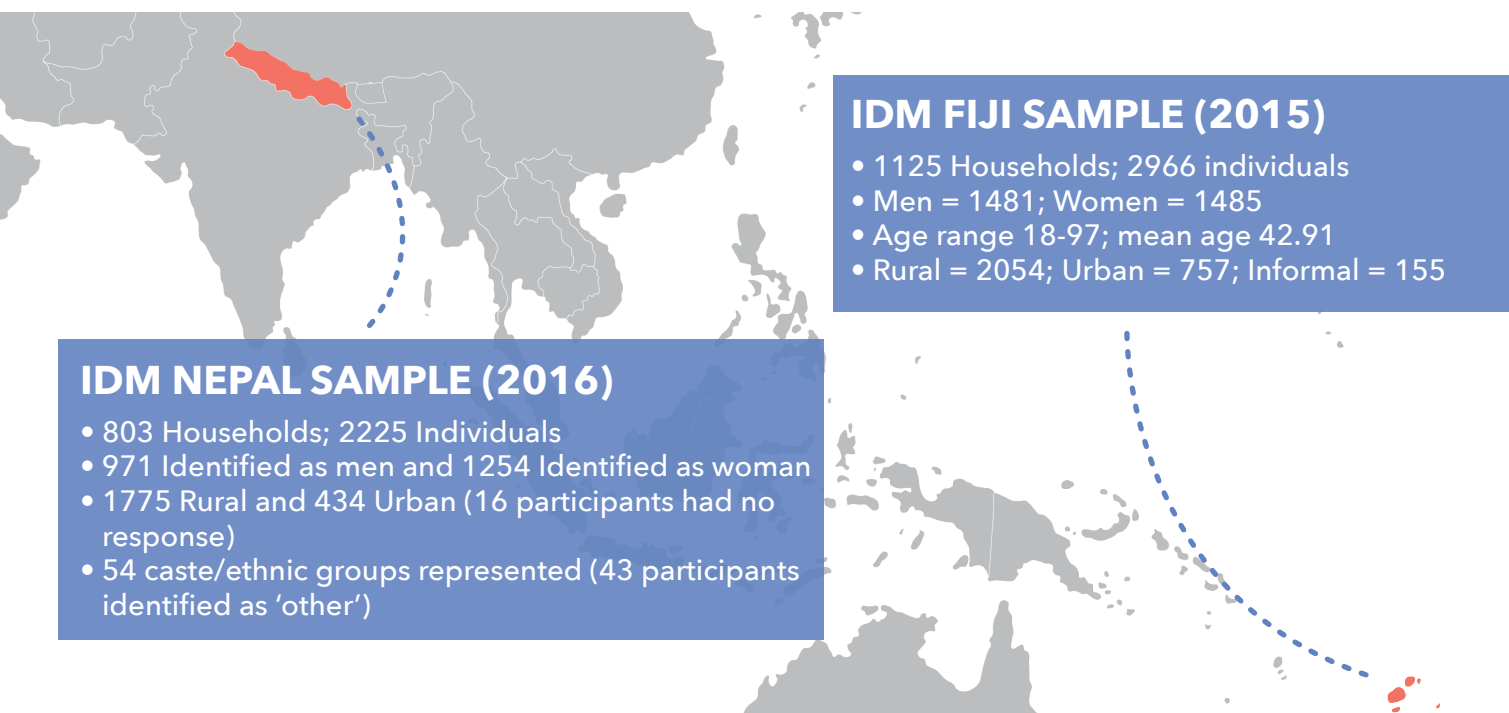 IDM FIJI SAMPLE (2015)
• 1125 Households; 2966 individuals
• Men = 1481; Women = 1485
• Age range 18-97; mean age 42.91
• Rural = 2054; Urban = 757; Informal = 155
IDM NEPAL SAMPLE (2016)
• 803 Households; 2225 Individuals
• 971 Identified as men and 1254 Identified as woman
• 1775 Rural and 434 Urban (16 participants had no
response)
• 54 caste/ethnic groups represented (43 participants
identified as ‘other’)